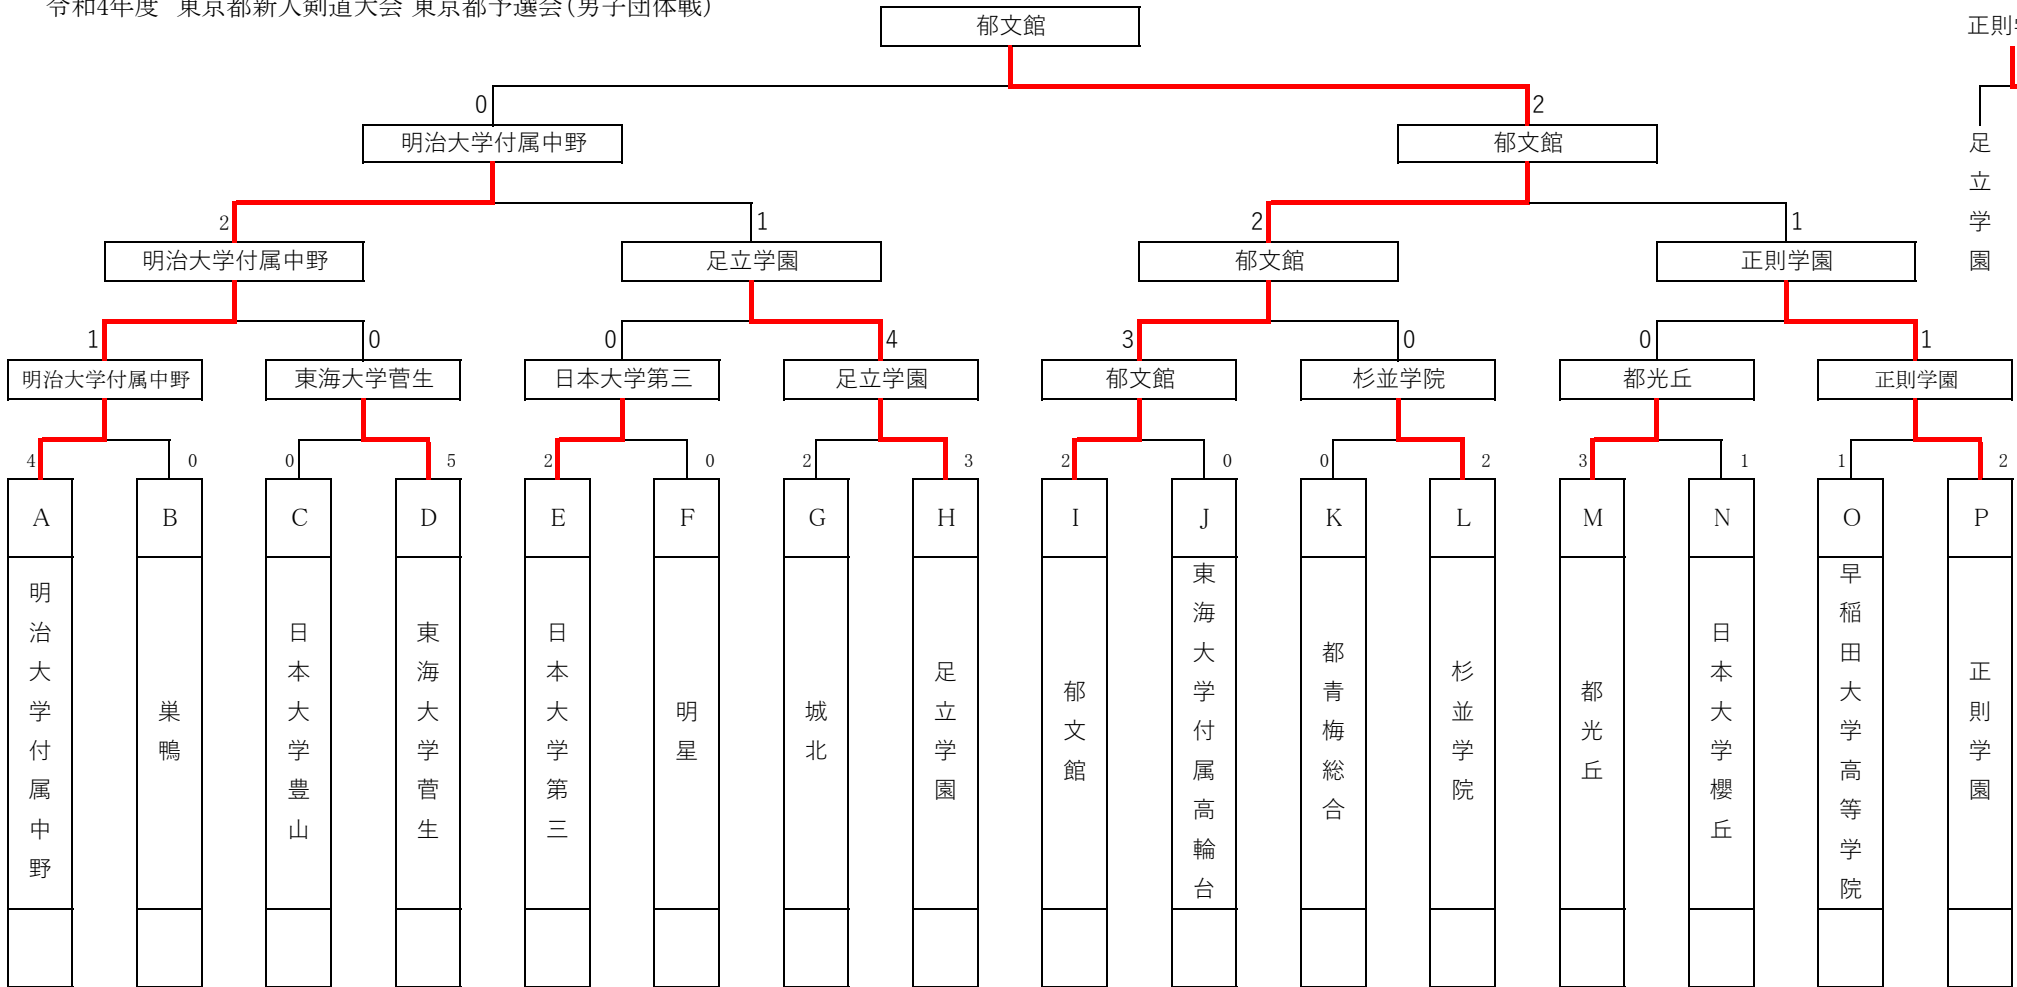 令和4年度 東京都新人剣道大会 東京都予選会(男子団体戦)
郁文館
正則
0
2
明治大学付属中野
郁文館
足立学園
2
1
2
1
明治大学付属中野
足立学園
郁文館
正則学園
1
0
0
4
3
0
0
1
明治大学付属中野
東海大学菅生
日本大学第三
足立学園
郁文館
杉並学院
都光丘
正則学園
4
0
0
5
2
0
2
3
2
0
0
2
3
1
1
2
A
B
C
D
E
F
G
H
I
J
K
L
M
N
O
P
明治大学付属中野
巣鴨
日本大学豊山
東海大学菅生
日本大学第三
明星
城北
足立学園
郁文館
東海大学付属高輪台
都青梅総合
杉並学院
都光丘
日本大学櫻丘
早稲田大学高等学院
正則学園